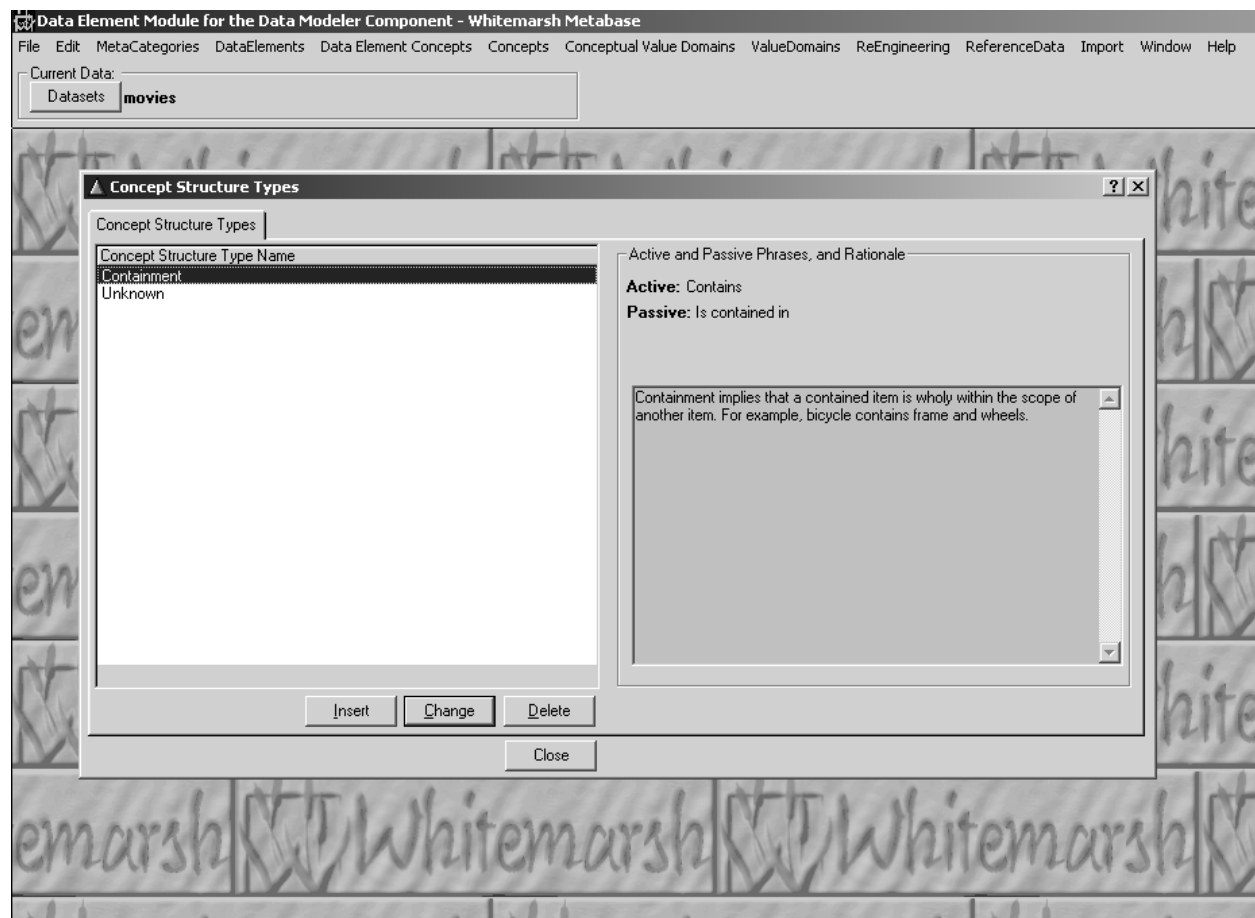 Data Element Module for the Data Modeler Component - Whitemarsh Metabase
File Edit MetaCategories DataElements Data Element Concepts Concepts Conceptual Value Domains ValueDomains ReEngineering ReferenceData Import Window Help
Current Data:
Datasets movies
Concept Structure Types
Concept Structure Types
Concept Structure Type Name
Containment
Unknown
Active and Passive Phrases, and Rationale
Active: Contains
Passive: Is contained in
Containment implies that a contained item is wholy within the scope of
another item. For example, bicycle contains frame and wheels.
Insert Change Delete
Close
emarsh Whitemarsh Whitemarsh